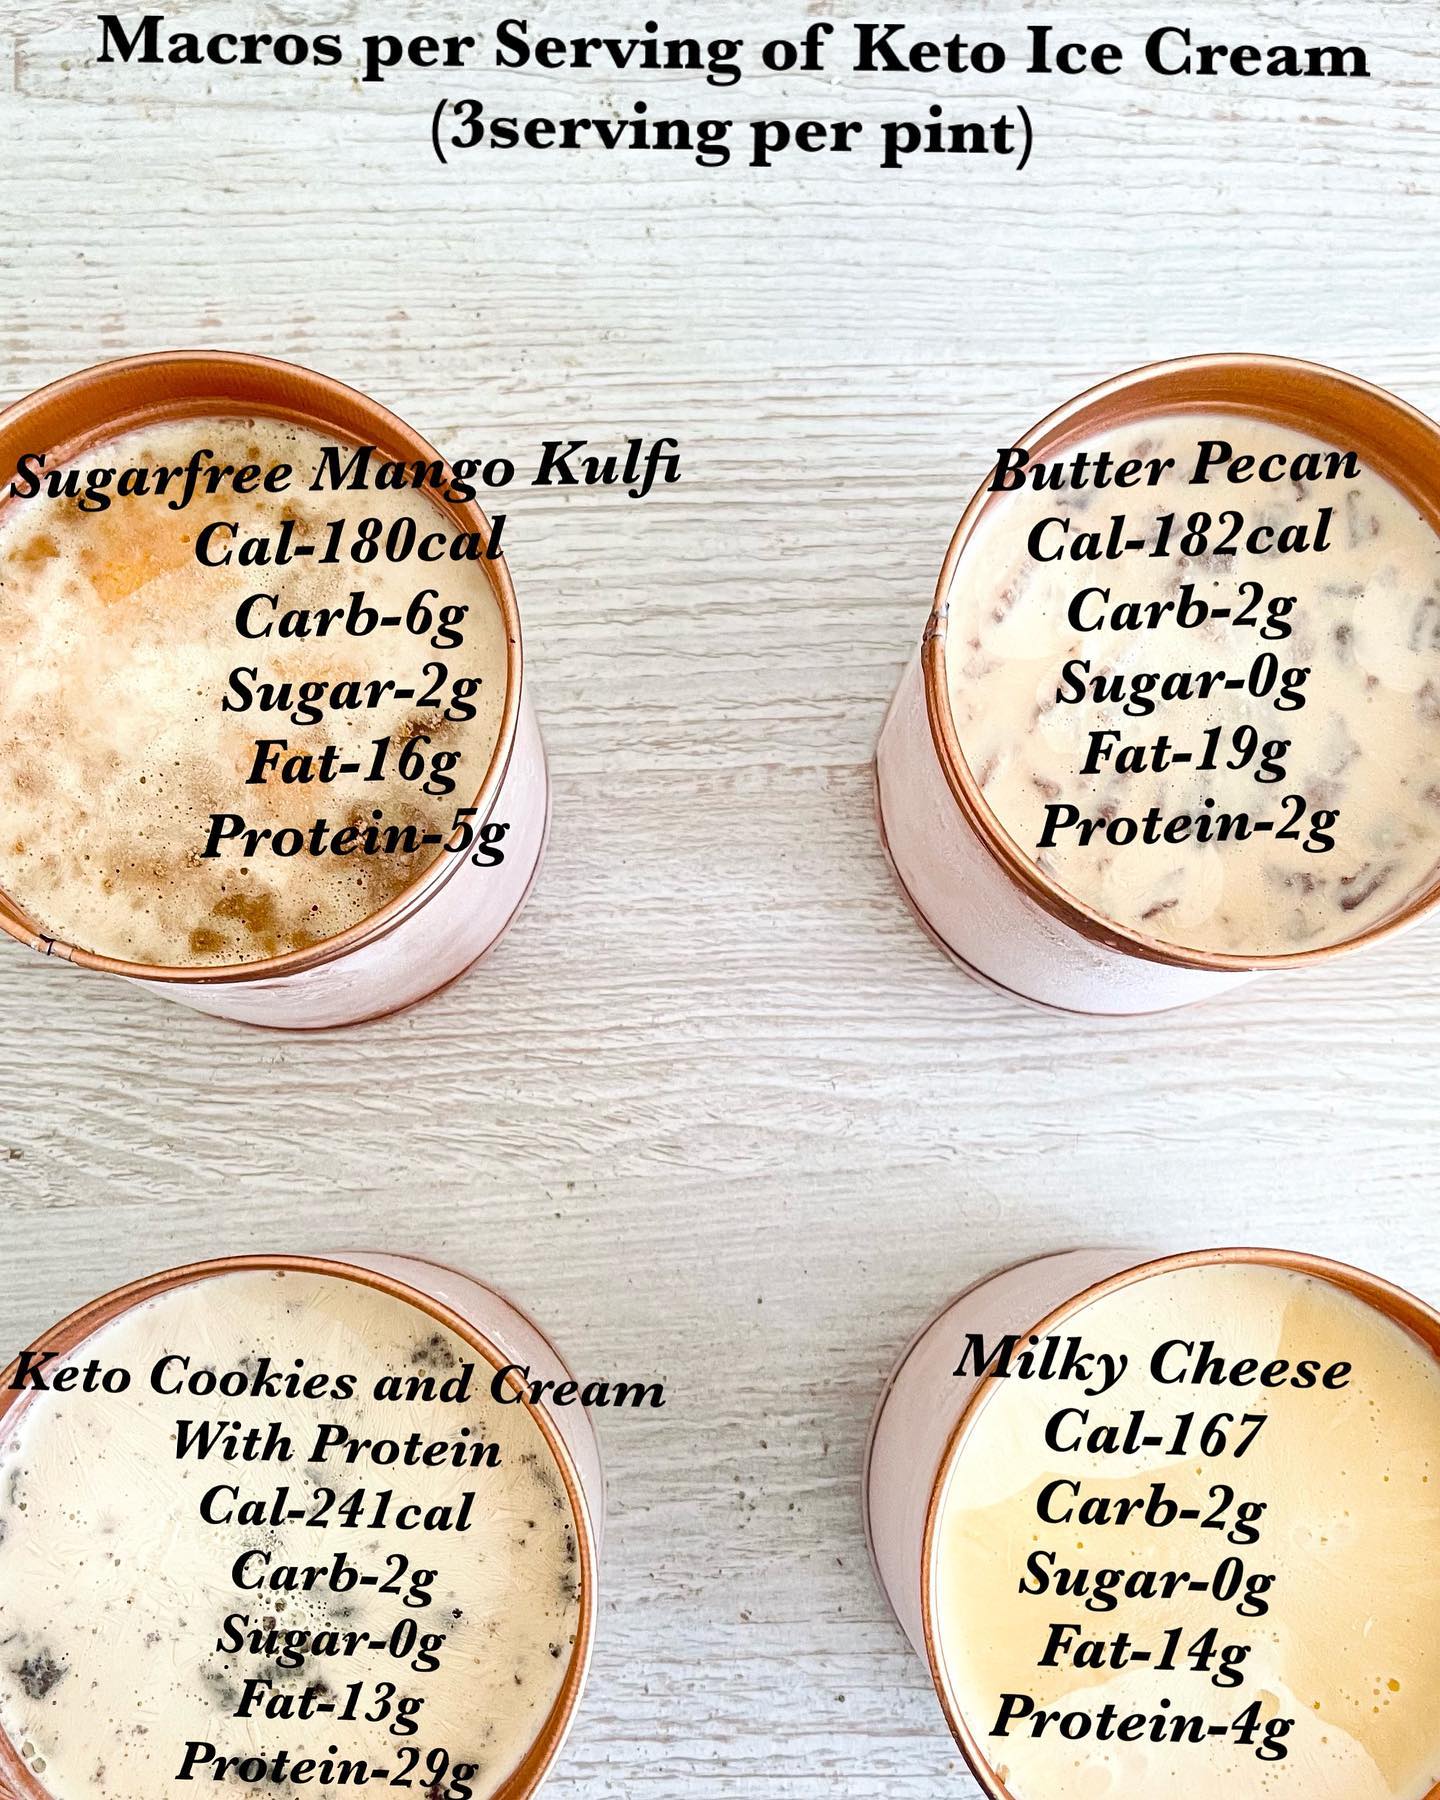 Macros per Serving of Keto Ice Cream
(3serving per pint)
Sugarfree Mango Kulfi
Cal-180cal
Carb-6g
Sugar-2g
Fat-16g
Protein-5g
Butter Pecan
Cal-182cal
Carb-2g
Sugar-0g
Fat-19g
Protein-2g
Keto Cookies and Cream
With Protein
Cal-241cal
Carb-2g
Sugar-0g
Fat-13g
Protein-29g
Milky Cheese
Cal-167
Carb-2g
Sugar-0g
Fat-14g
Protein-4g